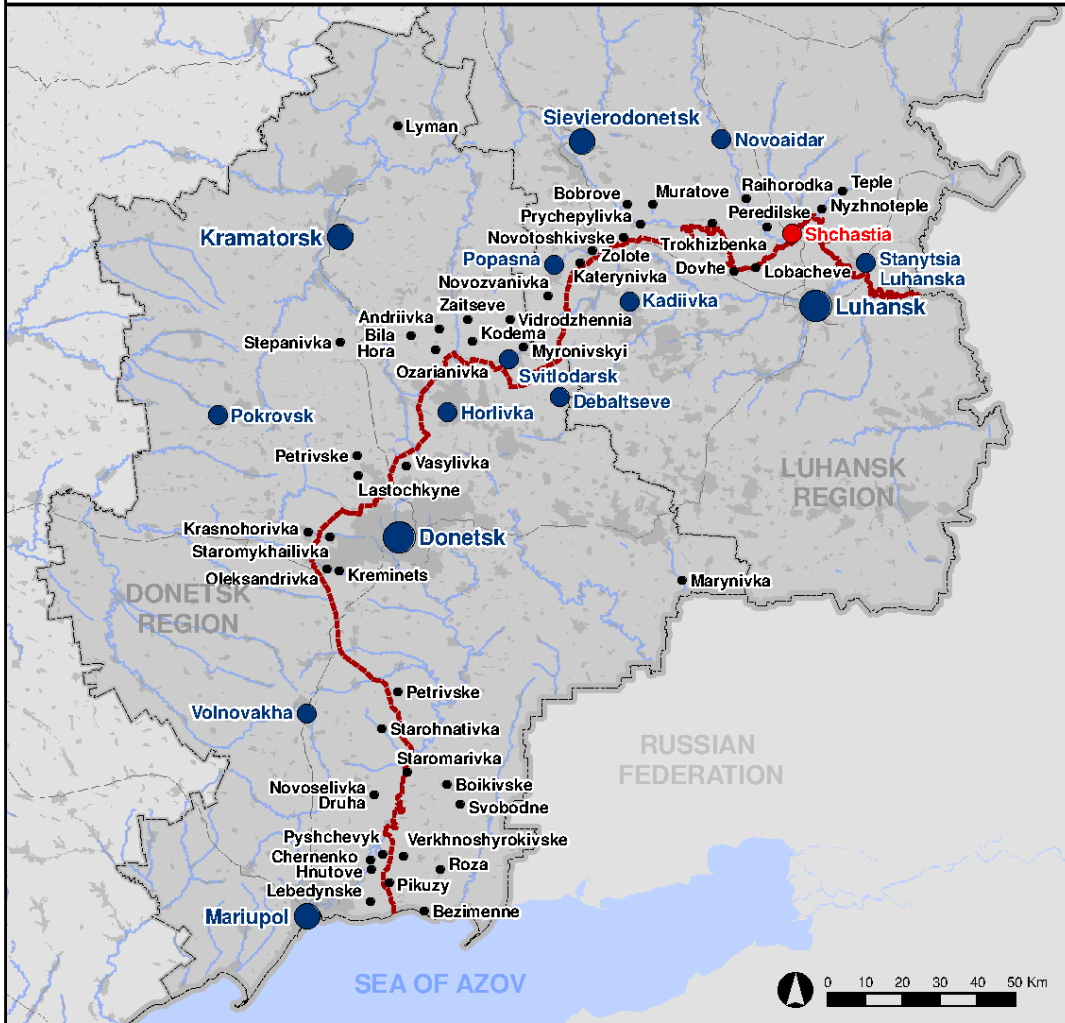 Lyman
Sievierodonetsk
Novoaidar
Bobrove
Muratove
Raihorodka
Teple
Nyzhnoteple
Prychepylivka
Peredilske
Shchastia
Kramatorsk
Novotoshkivske
Trokhizbenka
Zolote
Popasna
Katerynivka
Dovhe
Lobacheve
Stanytsia
Luhanska
Novozvanivka
Kadiivka
Luhansk
Zaitseve
Andriivka
Vidrodzhennia
Bila
Hora
Kodema
Stepanivka
Myronivskyi
Ozarianivka
Svitlodarsk
Debaltseve
Pokrovsk
Horlivka
Petrivske
Vasylivka
Lastochkyne
LUHANSK
REGION
Krasnohorivka
Staromykhailivka
Donetsk
Oleksandrivka
Kreminets
Marynivka
DONETSK
REGION
Petrivske
Volnovakha
Starohnativka
Staromarivka
RUSSIAN
FEDERATION
Novoselivka
Druha
Boikivske
Svobodne
Pyshchevyk
Verkhnoshyrokivske
Chernenko
Hnutove
Roza
Lebedynske
Pikuzy
Mariupol
Bezimenne
SEA OF AZOV
0 10 20 30 40 50 Km